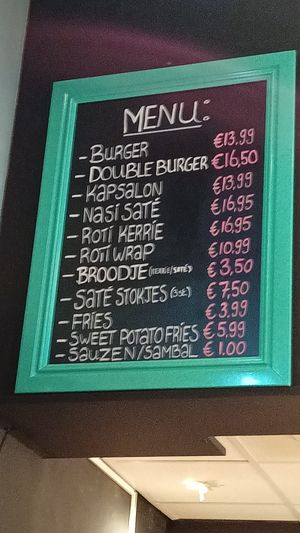 MENU:
- BURGER €13,99
- DOUBLE BURGER €16,50
- KAPSALON €13,99
- NASI SATÉ €16,95
- ROTI KERRIE €16,95
- ROTI WRAP €10,99
- BROODJE (KERRIE/SATÉ) €3,50
- SATÉ STOKJES (3SE) €7,50
- FRIES €3.99
- SWEET POTATO FRIES €5.99
- SAUZEN/SAMBAL €1.00